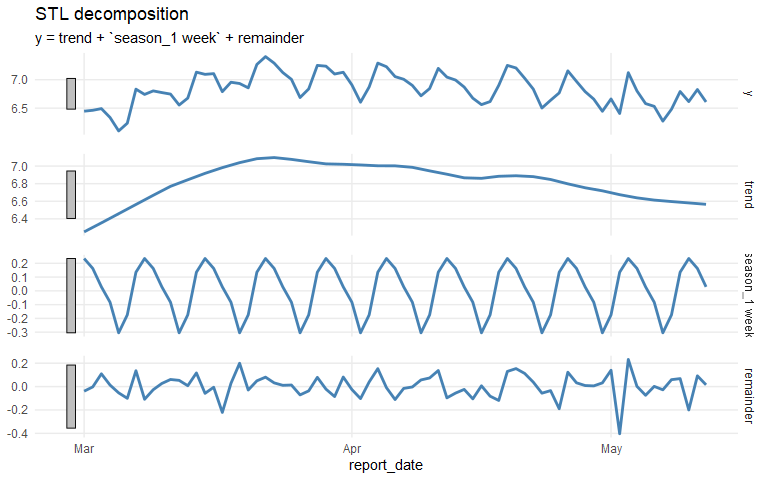 STL decomposition
y = trend + `season_1 week` + remainder
7.0
6.5
y
7.0
6.8
6.6
6.4
trend
0.2
0.1
0.0
-0.1
-0.2
-0.3
season_1 week
0.2
0.0
-0.2
-0.4
remainder
Mar Apr May
report_date